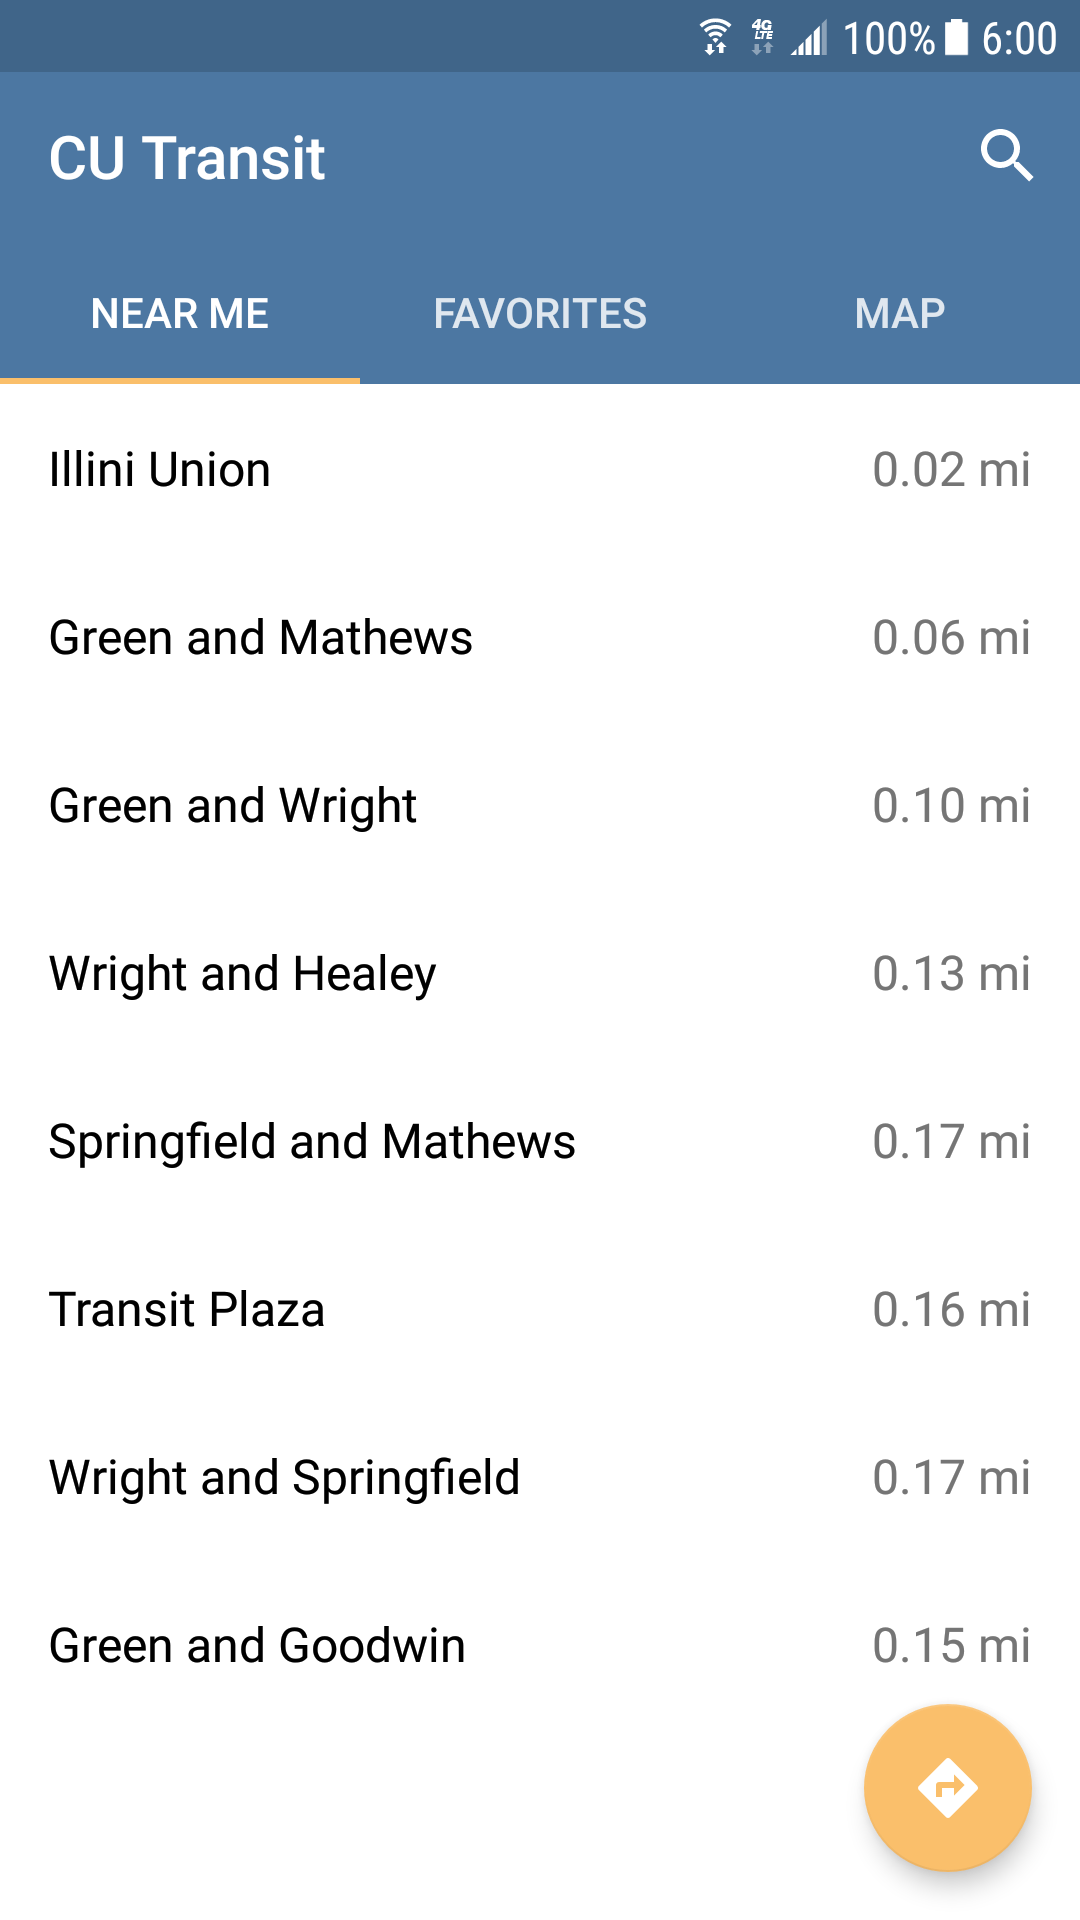 4G LTE 100% 6:00
CU Transit
NEAR ME FAVORITES MAP
Illini Union 0.02 mi
Green and Mathews 0.06 mi
Green and Wright 0.10 mi
Wright and Healey 0.13 mi
Springfield and Mathews 0.17 mi
Transit Plaza 0.16 mi
Wright and Springfield 0.17 mi
Green and Goodwin 0.15 mi